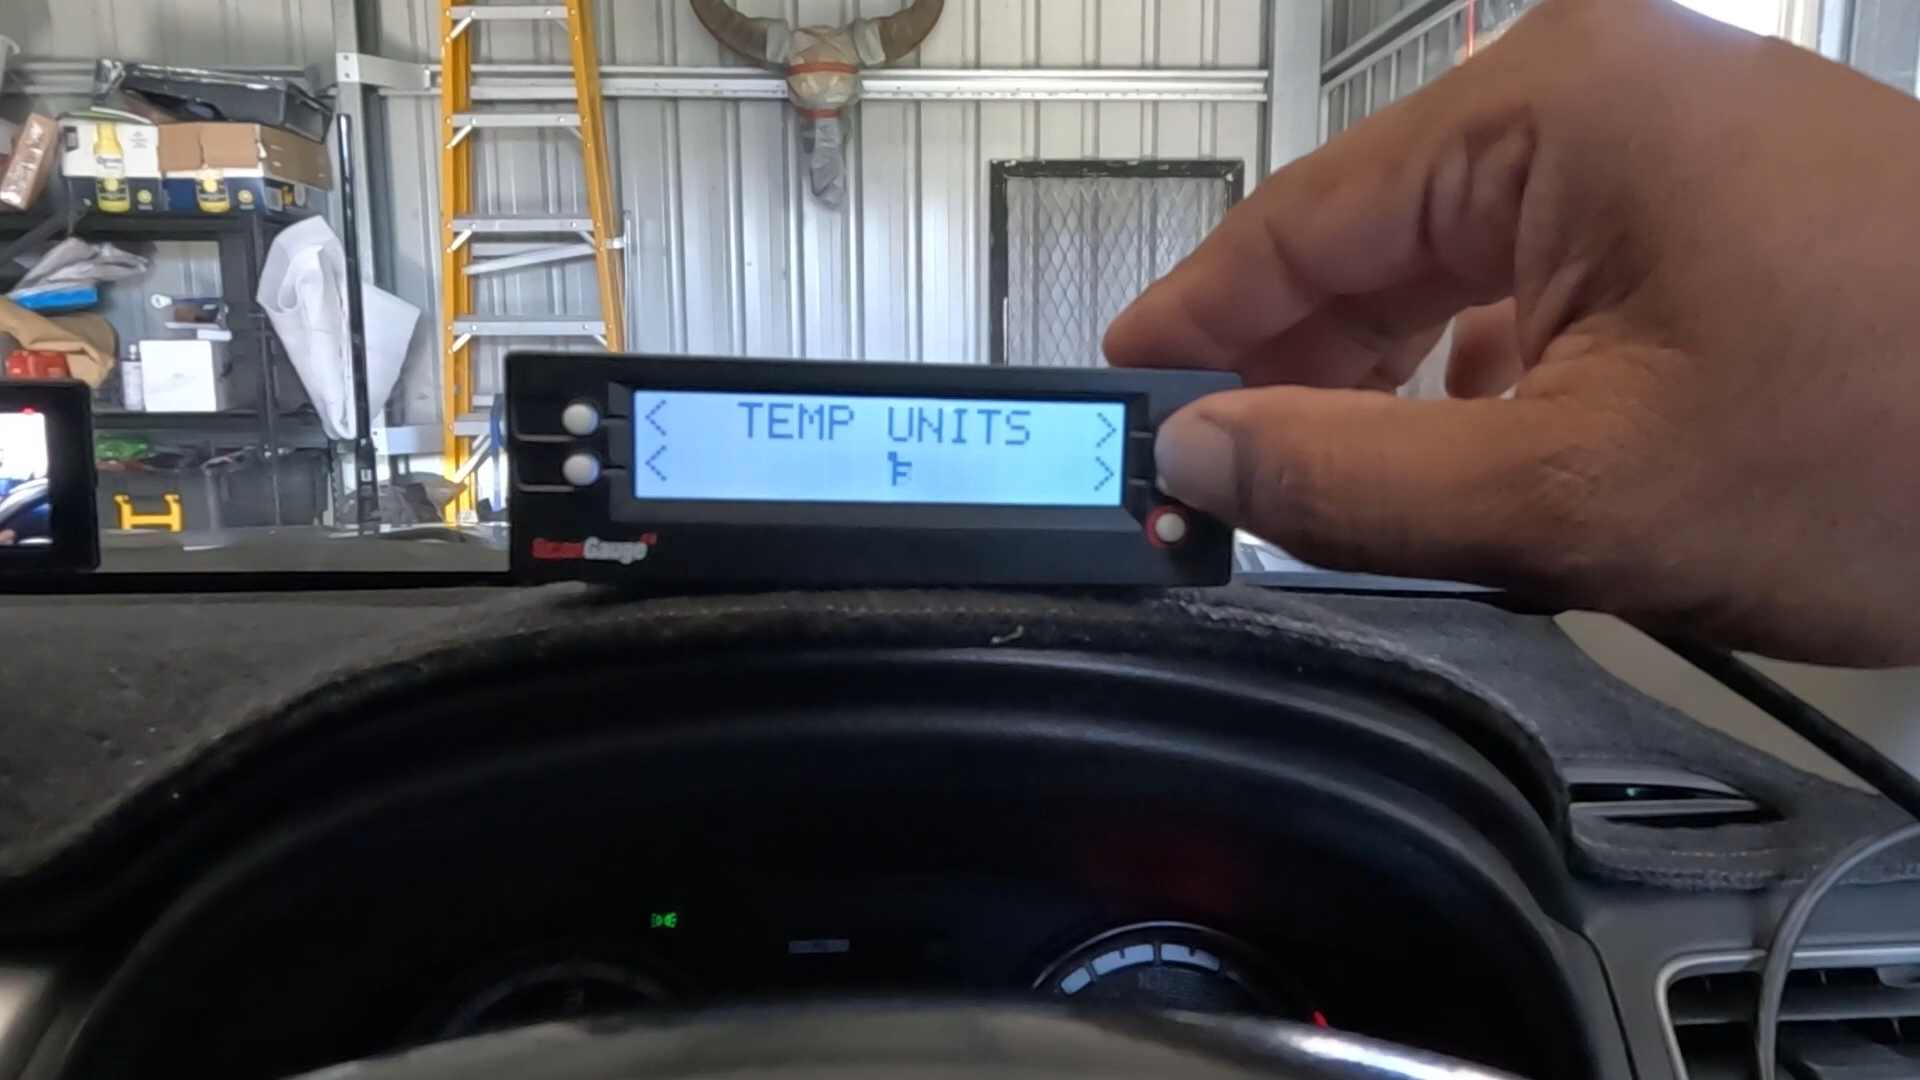 < TEMP UNITS >
< °F >
ScanGauge